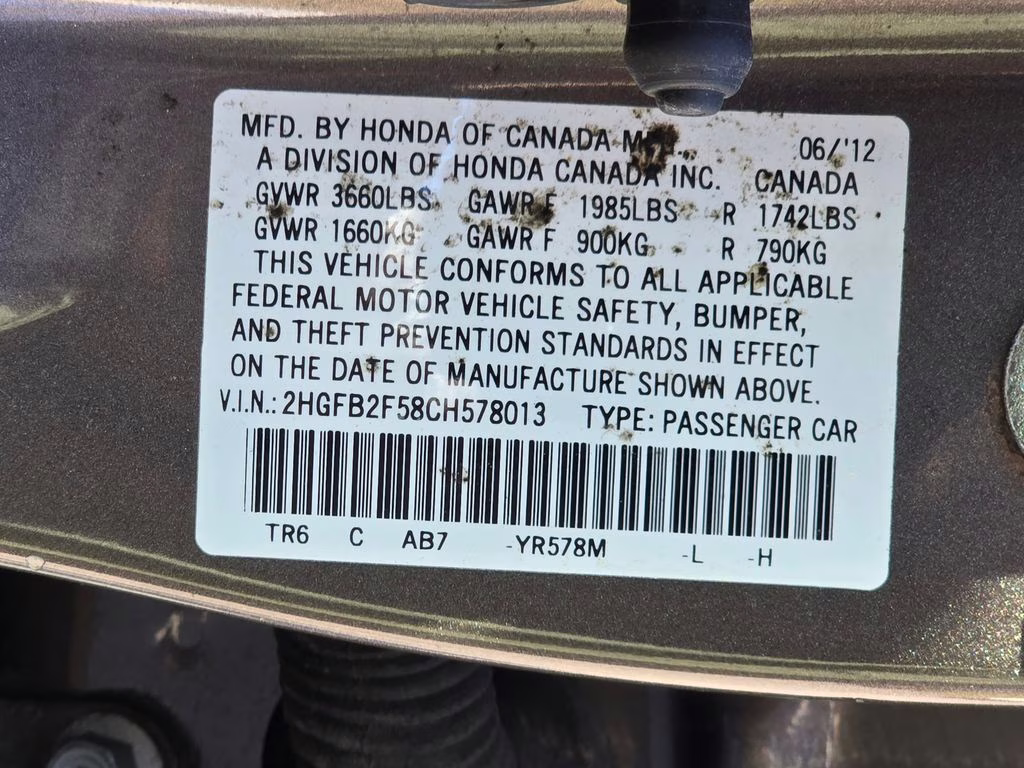 MFD. BY HONDA OF CANADA 06/'12
A DIVISION OF HONDA CANADA INC. CANADA
GVWR 3660LBS GAWR F 1985LBS R 1742LBS
GVWR 1660KG GAWR F 900KG R 790KG
THIS VEHICLE CONFORMS TO ALL APPLICABLE
FEDERAL MOTOR VEHICLE SAFETY, BUMPER,
AND THEFT PREVENTION STANDARDS IN EFFECT
ON THE DATE OF MANUFACTURE SHOWN ABOVE.
V.I.N.: 2HGFB2F58CH578013 TYPE: PASSENGER CAR
TR6 C AB7 -YR578M -L -H